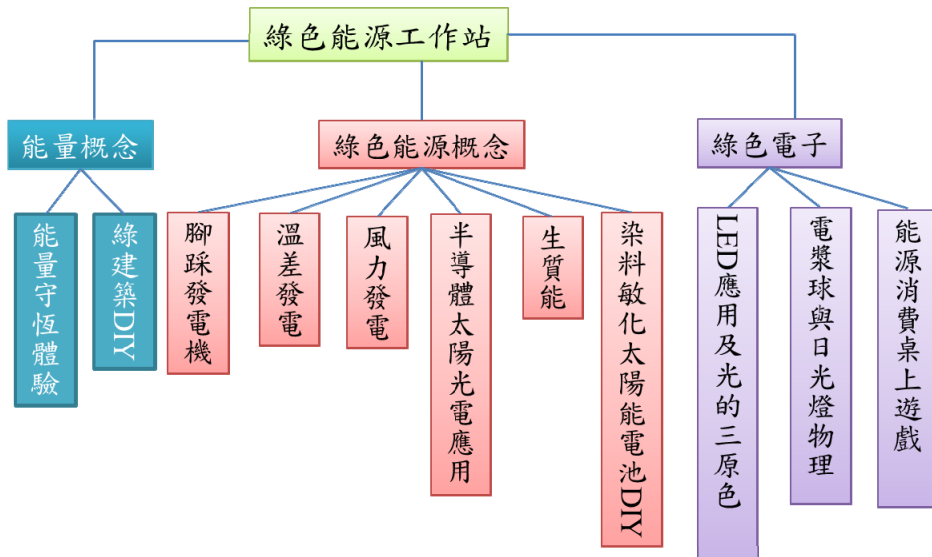 綠色能源工作站
能量概念
綠色能源概念
綠色電子
能量守恆體驗
綠建築DIY
腳踩發電機
溫差發電
風力發電
半導體太陽光電應用
生質能
染料敏化太陽能電池DIY
LED應用及光的三原色
電漿球與日光燈物理
能源消費桌上遊戲